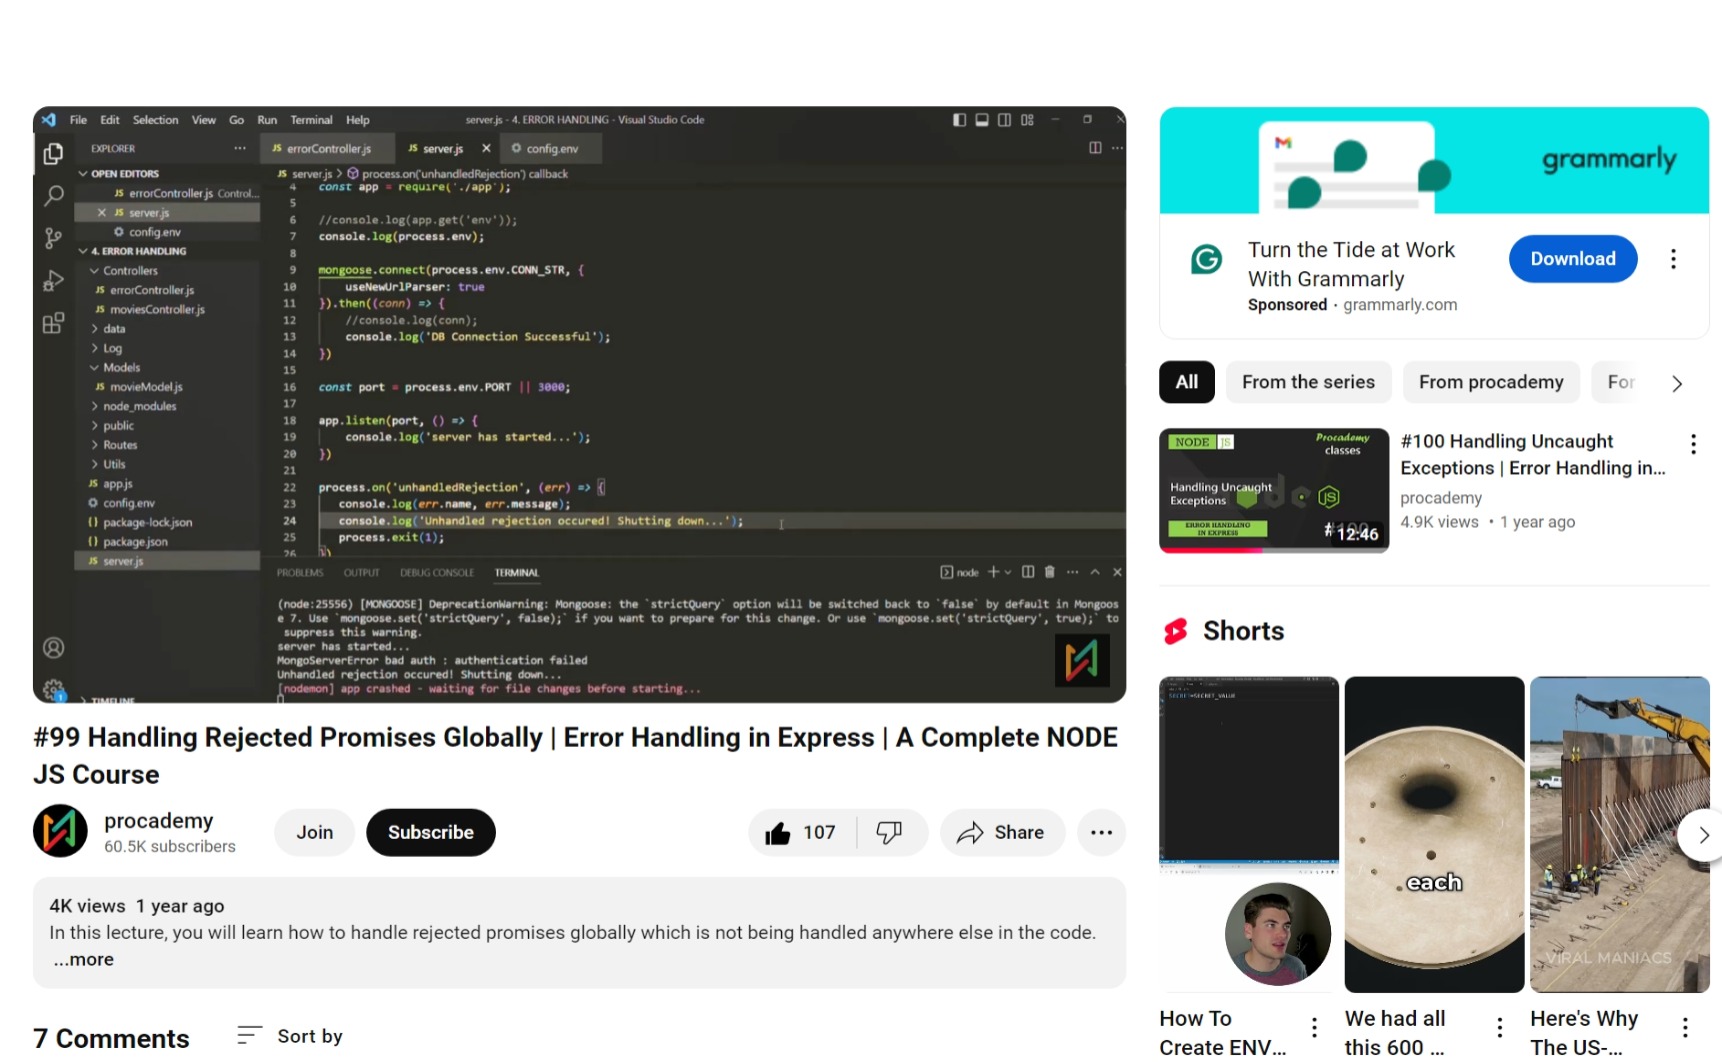 File Edit Selection View Go Run Terminal Help
server.js - 4. ERROR HANDLING - Visual Studio Code
EXPLORER
OPEN EDITORS
JS errorController.js Control...
JS server.js
config.env
4. ERROR HANDLING
Controllers
JS errorController.js
JS moviesController.js
data
Log
Models
JS movieModel.js
node_modules
public
Routes
Utils
JS app.js
config.env
{} package-lock.json
{} package.json
JS server.js
TIMELINE
JS errorController.js
JS server.js
config.env
JS server.js > process.on('unhandledRejection') callback
4 const app = require('./app');
5
6 //console.log(app.get('env'));
7 console.log(process.env);
8
9 mongoose.connect(process.env.CONN_STR, {
10 useNewUrlParser: true
11 }).then((conn) => {
12 //console.log(conn);
13 console.log('DB Connection Successful');
14 })
15
16 const port = process.env.PORT || 3000;
17
18 app.listen(port, () => {
19 console.log('server has started...');
20 })
21
22 process.on('unhandledRejection', (err) => {
23 console.log(err.name, err.message);
24 console.log('Unhandled rejection occured! Shutting down...');
25 process.exit(1);
26 })
PROBLEMS OUTPUT DEBUG CONSOLE TERMINAL
node
(node:25556) [MONGOOSE] DeprecationWarning: Mongoose: the `strictQuery` option will be switched back to `false` by default in Mongoos
e 7. Use `mongoose.set('strictQuery', false);` if you want to prepare for this change. Or use `mongoose.set('strictQuery', true);` to
suppress this warning.
server has started...
MongoServerError bad auth : authentication failed
Unhandled rejection occured! Shutting down...
[nodemon] app crashed - waiting for file changes before starting...
#99 Handling Rejected Promises Globally | Error Handling in Express | A Complete NODE
JS Course
procademy
60.5K subscribers
Join
Subscribe
107
Share
4K views 1 year ago
In this lecture, you will learn how to handle rejected promises globally which is not being handled anywhere else in the code.
...more
7 Comments
Sort by
grammarly
Turn the Tide at Work
With Grammarly
Sponsored · grammarly.com
Download
All
From the series
From procademy
For
NODE JS
Procademy
classes
Handling Uncaught
Exceptions
ERROR HANDLING
IN EXPRESS
#100
12:46
#100 Handling Uncaught
Exceptions | Error Handling in...
procademy
4.9K views • 1 year ago
Shorts
SECRET=SECRET_VALUE
each
VIRAL MANIACS
How To
Create ENV...
We had all
this 600 ...
Here's Why
The US-...